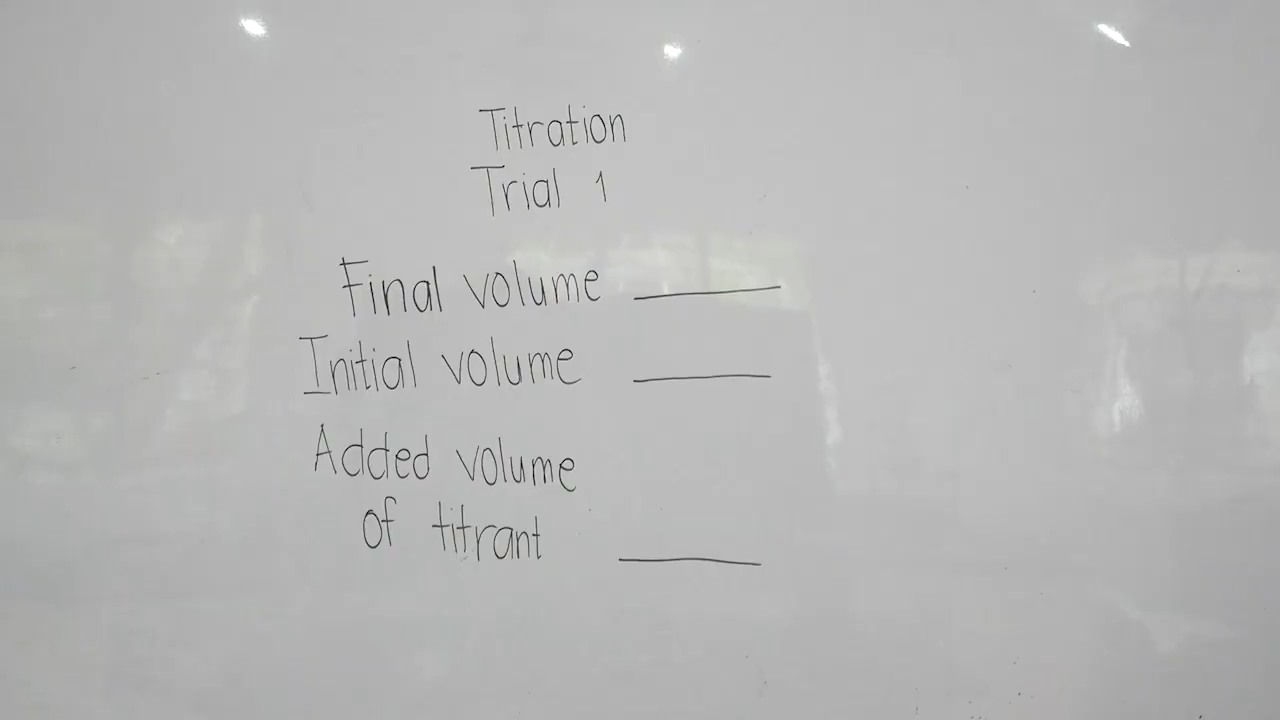 Titration
Trial 1
Final volume ______
Initial volume ______
Added volume
of titrant ______